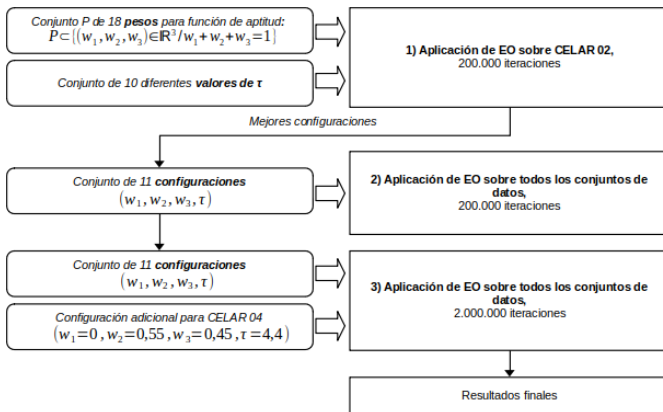 Conjunto P de 18 pesos para función de aptitud:
P⊂{(w₁,w₂,w₃)∈ℝ³/w₁+w₂+w₃=1}
Conjunto de 10 diferentes valores de τ
1) Aplicación de EO sobre CELAR 02,
200.000 iteraciones
Mejores configuraciones
Conjunto de 11 configuraciones
(w₁,w₂,w₃,τ)
2) Aplicación de EO sobre todos los conjuntos de
datos,
200.000 iteraciones
Conjunto de 11 configuraciones
(w₁,w₂,w₃,τ)
Configuración adicional para CELAR 04
(w₁=0,w₂=0,55,w₃=0,45,τ=4,4)
3) Aplicación de EO sobre todos los conjuntos de
datos,
2.000.000 iteraciones
Resultados finales